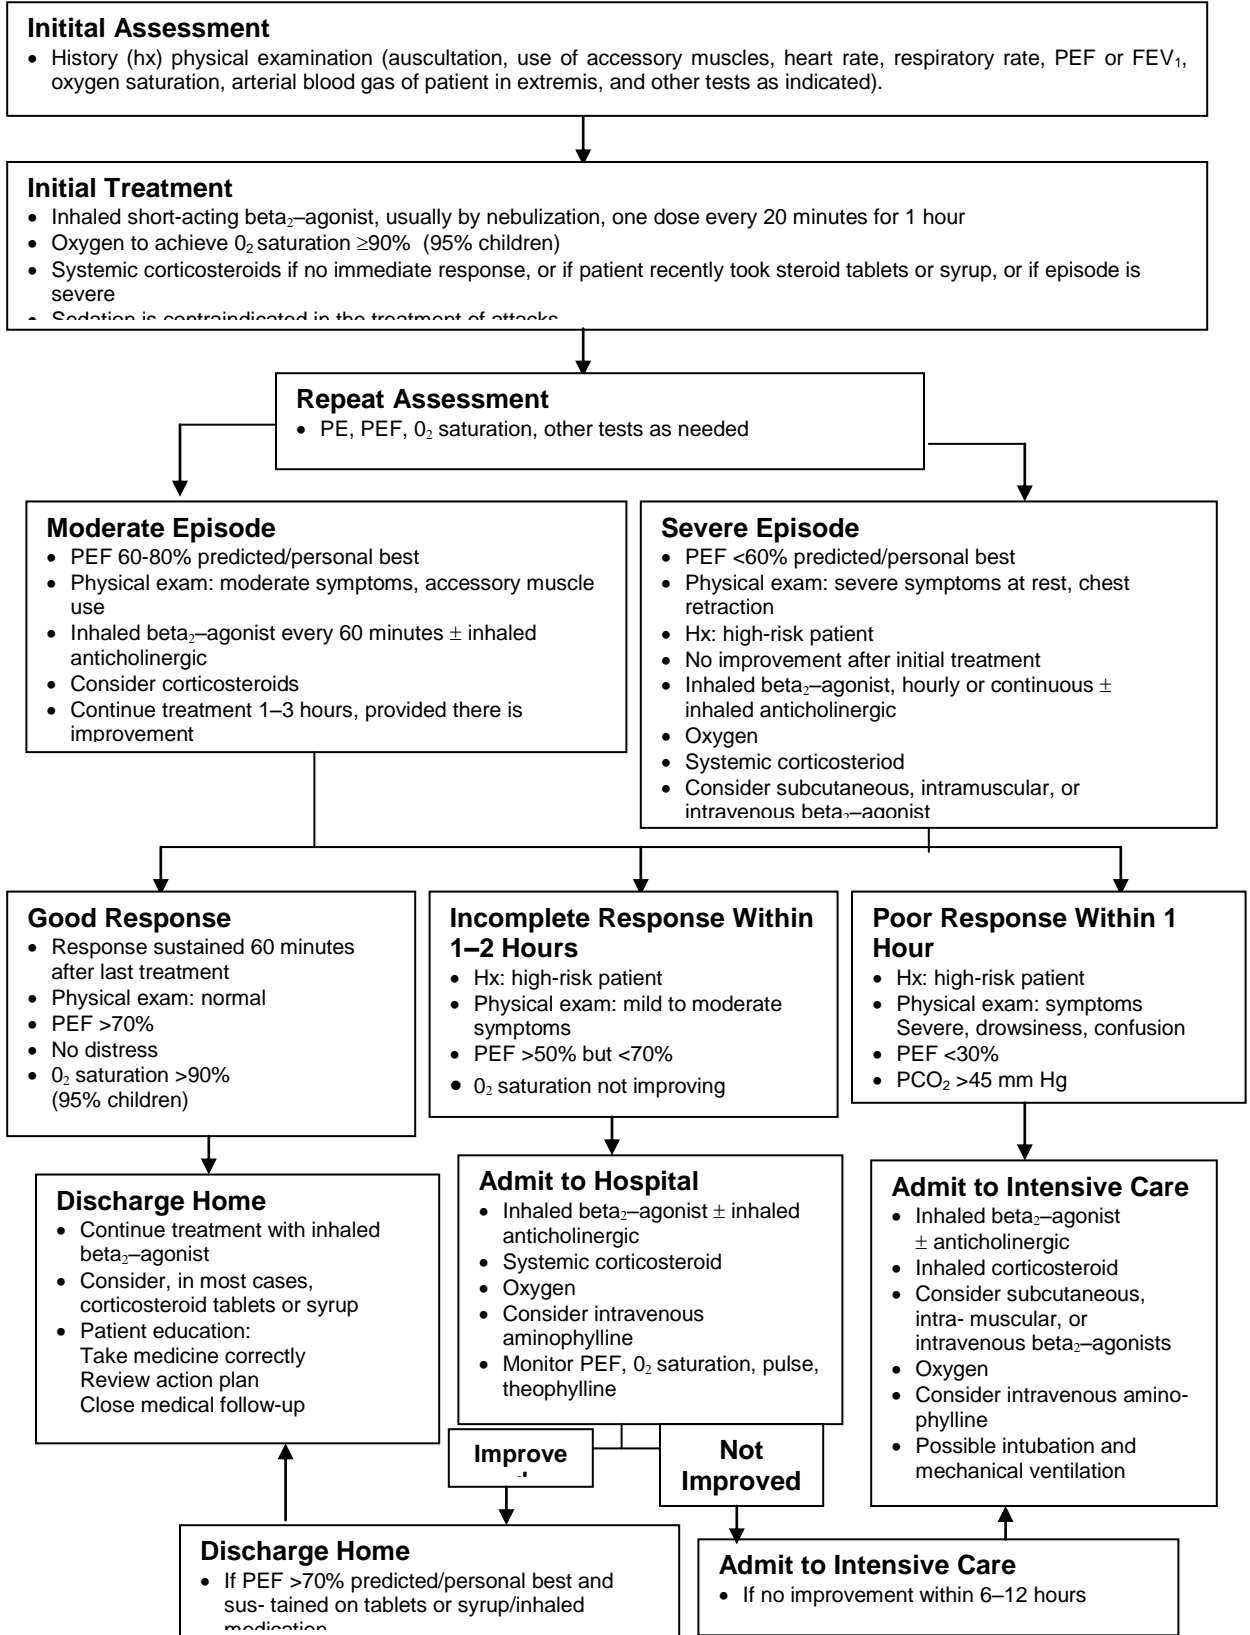 Initital Assessment
• History (hx) physical examination (auscultation, use of accessory muscles, heart rate, respiratory rate, PEF or FEV₁,
oxygen saturation, arterial blood gas of patient in extremis, and other tests as indicated).
Initial Treatment
• Inhaled short-acting beta₂–agonist, usually by nebulization, one dose every 20 minutes for 1 hour
• Oxygen to achieve 0₂ saturation ≥90% (95% children)
• Systemic corticosteroids if no immediate response, or if patient recently took steroid tablets or syrup, or if episode is
severe
• Sedation is contraindicated in the treatment of attacks
Repeat Assessment
• PE, PEF, 0₂ saturation, other tests as needed
Moderate Episode
• PEF 60-80% predicted/personal best
• Physical exam: moderate symptoms, accessory muscle
use
• Inhaled beta₂–agonist every 60 minutes ± inhaled
anticholinergic
• Consider corticosteroids
• Continue treatment 1–3 hours, provided there is
improvement
Severe Episode
• PEF <60% predicted/personal best
• Physical exam: severe symptoms at rest, chest
retraction
• Hx: high-risk patient
• No improvement after initial treatment
• Inhaled beta₂–agonist, hourly or continuous ±
inhaled anticholinergic
• Oxygen
• Systemic corticosteriod
• Consider subcutaneous, intramuscular, or
intravenous beta₂–agonist
Good Response
• Response sustained 60 minutes
after last treatment
• Physical exam: normal
• PEF >70%
• No distress
• 0₂ saturation >90%
(95% children)
Incomplete Response Within
1–2 Hours
• Hx: high-risk patient
• Physical exam: mild to moderate
symptoms
• PEF >50% but <70%
• 0₂ saturation not improving
Poor Response Within 1
Hour
• Hx: high-risk patient
• Physical exam: symptoms
Severe, drowsiness, confusion
• PEF <30%
• PCO₂ >45 mm Hg
Discharge Home
• Continue treatment with inhaled
beta₂–agonist
• Consider, in most cases,
corticosteroid tablets or syrup
• Patient education:
Take medicine correctly
Review action plan
Close medical follow-up
Admit to Hospital
• Inhaled beta₂–agonist ± inhaled
anticholinergic
• Systemic corticosteroid
• Oxygen
• Consider intravenous
aminophylline
• Monitor PEF, 0₂ saturation, pulse,
theophylline
Admit to Intensive Care
• Inhaled beta₂–agonist
± anticholinergic
• Inhaled corticosteroid
• Consider subcutaneous,
intra- muscular, or
intravenous beta₂–agonists
• Oxygen
• Consider intravenous amino-
phylline
• Possible intubation and
mechanical ventilation
Improve
Not
Improved
Discharge Home
• If PEF >70% predicted/personal best and
sus- tained on tablets or syrup/inhaled
medication
Admit to Intensive Care
• If no improvement within 6–12 hours